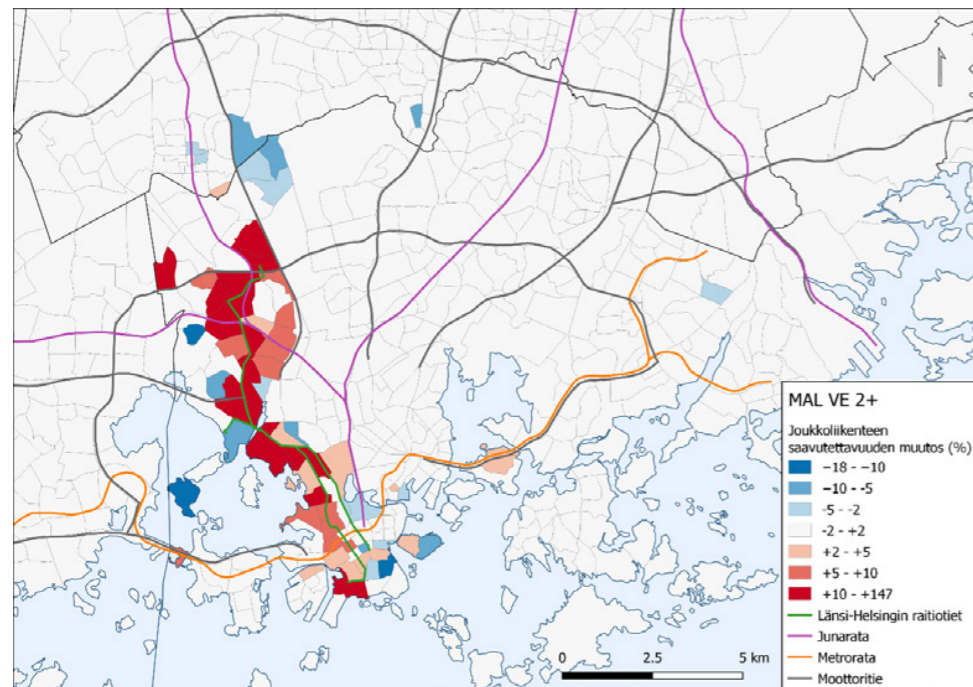 MAL VE 2+
Joukkoliikenteen
saavutettavuuden muutos (%)
−18 - −10
−10 - -5
-5 - -2
-2 - +2
+2 - +5
+5 - +10
+10 - +147
Länsi-Helsingin raitiotiet
Junarata
Metrorata
Moottoritie
0 2.5 5 km